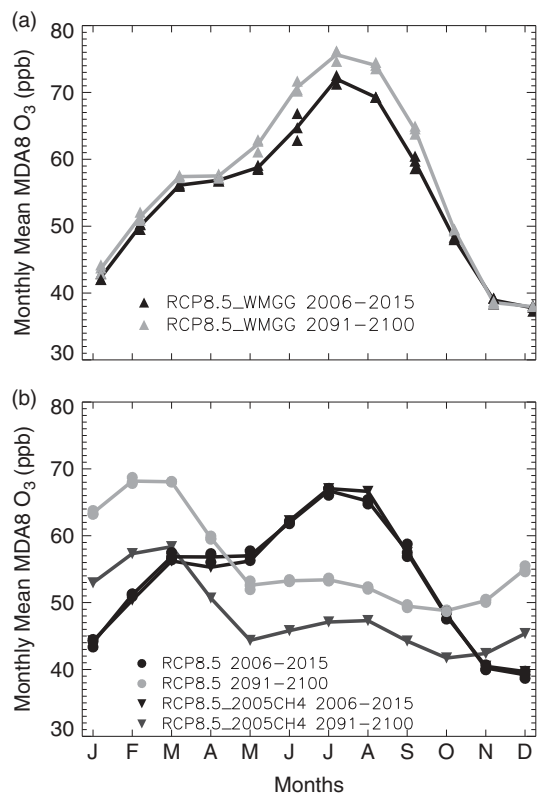 (a)
80
70
60
50
40
30
Monthly Mean MDA8 O3 (ppb)
RCP8.5_WMGG 2006-2015
RCP8.5_WMGG 2091-2100
(b)
80
70
60
50
40
30
Monthly Mean MDA8 O3 (ppb)
RCP8.5 2006-2015
RCP8.5 2091-2100
RCP8.5_2005CH4 2006-2015
RCP8.5_2005CH4 2091-2100
J F M A M J J A S O N D
Months